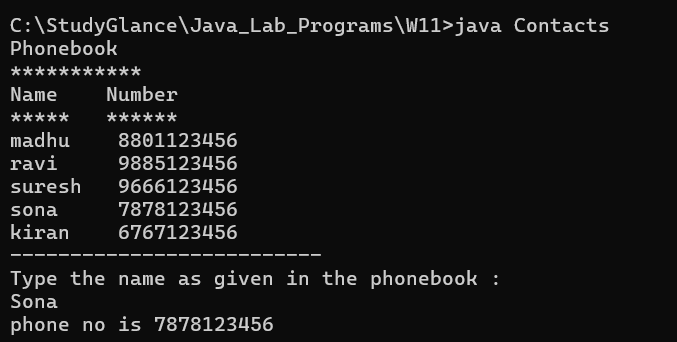 C:\StudyGlance\Java_Lab_Programs\W11>java Contacts
Phonebook
***********
Name    Number
*****   ******
madhu    8801123456
ravi     9885123456
suresh   9666123456
sona     7878123456
kiran    6767123456
--------------------------
Type the name as given in the phonebook :
Sona
phone no is 7878123456